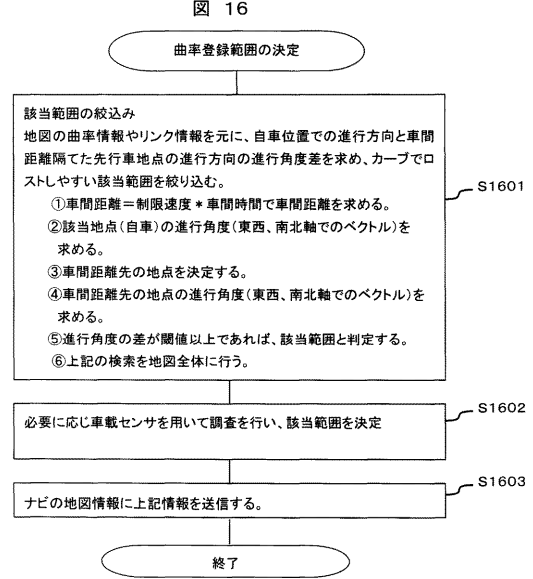 図 16
曲率登録範囲の決定
該当範囲の絞込み
地図の曲率情報やリンク情報を元に、自車位置での進行方向と車間
距離隔てた先行車地点の進行方向の進行角度差を求め、カーブでロ
ストしやすい該当範囲を絞り込む。
①車間距離＝制限速度＊車間時間で車間距離を求める。
②該当地点（自車）の進行角度（東西、南北軸でのベクトル）を
求める。
③車間距離先の地点を決定する。
④車間距離先の地点の進行角度（東西、南北軸でのベクトル）を
求める。
⑤進行角度の差が閾値以上であれば、該当範囲と判定する。
⑥上記の検索を地図全体に行う。
S1601
必要に応じ車載センサを用いて調査を行い、該当範囲を決定
S1602
ナビの地図情報に上記情報を送信する。
S1603
終了